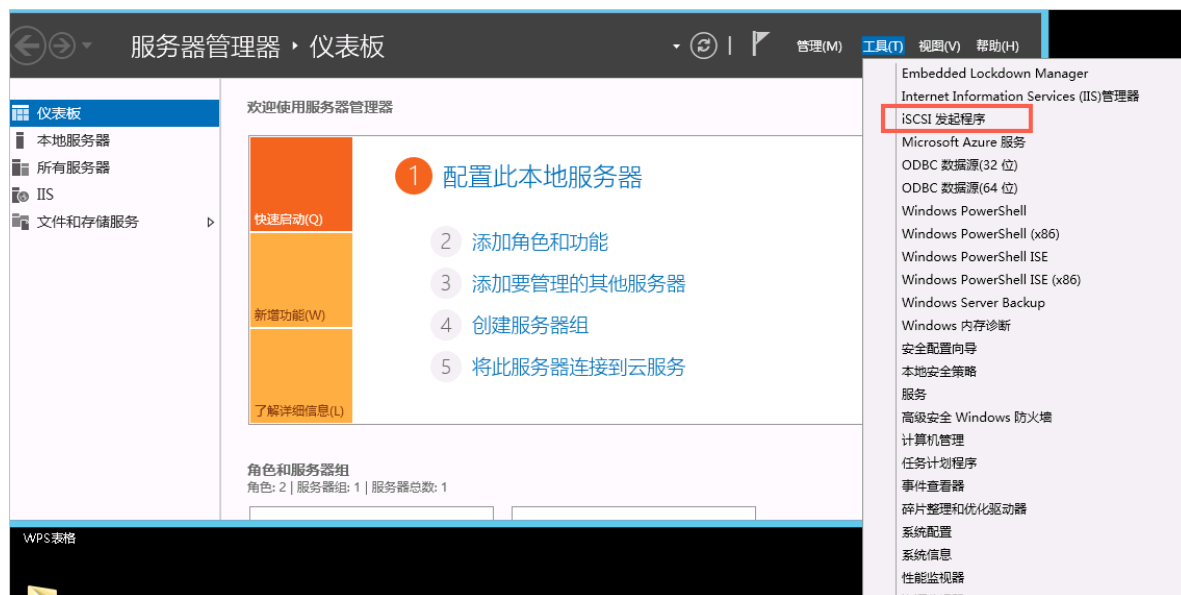 服务器管理器 · 仪表板
管理(M) 工具(T) 视图(V) 帮助(H)
仪表板
本地服务器
所有服务器
IIS
文件和存储服务
欢迎使用服务器管理器
快速启动(Q)
新增功能(W)
了解详细信息(L)
1 配置此本地服务器
2 添加角色和功能
3 添加要管理的其他服务器
4 创建服务器组
5 将此服务器连接到云服务
角色和服务器组
角色: 2 | 服务器组: 1 | 服务器总数: 1
Embedded Lockdown Manager
Internet Information Services (IIS)管理器
iSCSI 发起程序
Microsoft Azure 服务
ODBC 数据源(32 位)
ODBC 数据源(64 位)
Windows PowerShell
Windows PowerShell (x86)
Windows PowerShell ISE
Windows PowerShell ISE (x86)
Windows Server Backup
Windows 内存诊断
安全配置向导
本地安全策略
服务
高级安全 Windows 防火墙
计算机管理
任务计划程序
事件查看器
碎片整理和优化驱动器
系统配置
系统信息
性能监视器
WPS表格